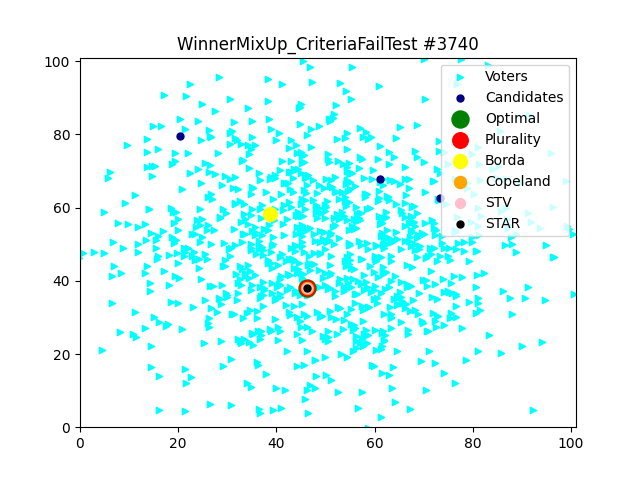 WinnerMixUp_CriteriaFailTest #3740
100
80
60
40
20
0
0
20
40
60
80
100
Voters
Candidates
Optimal
Plurality
Borda
Copeland
STV
STAR